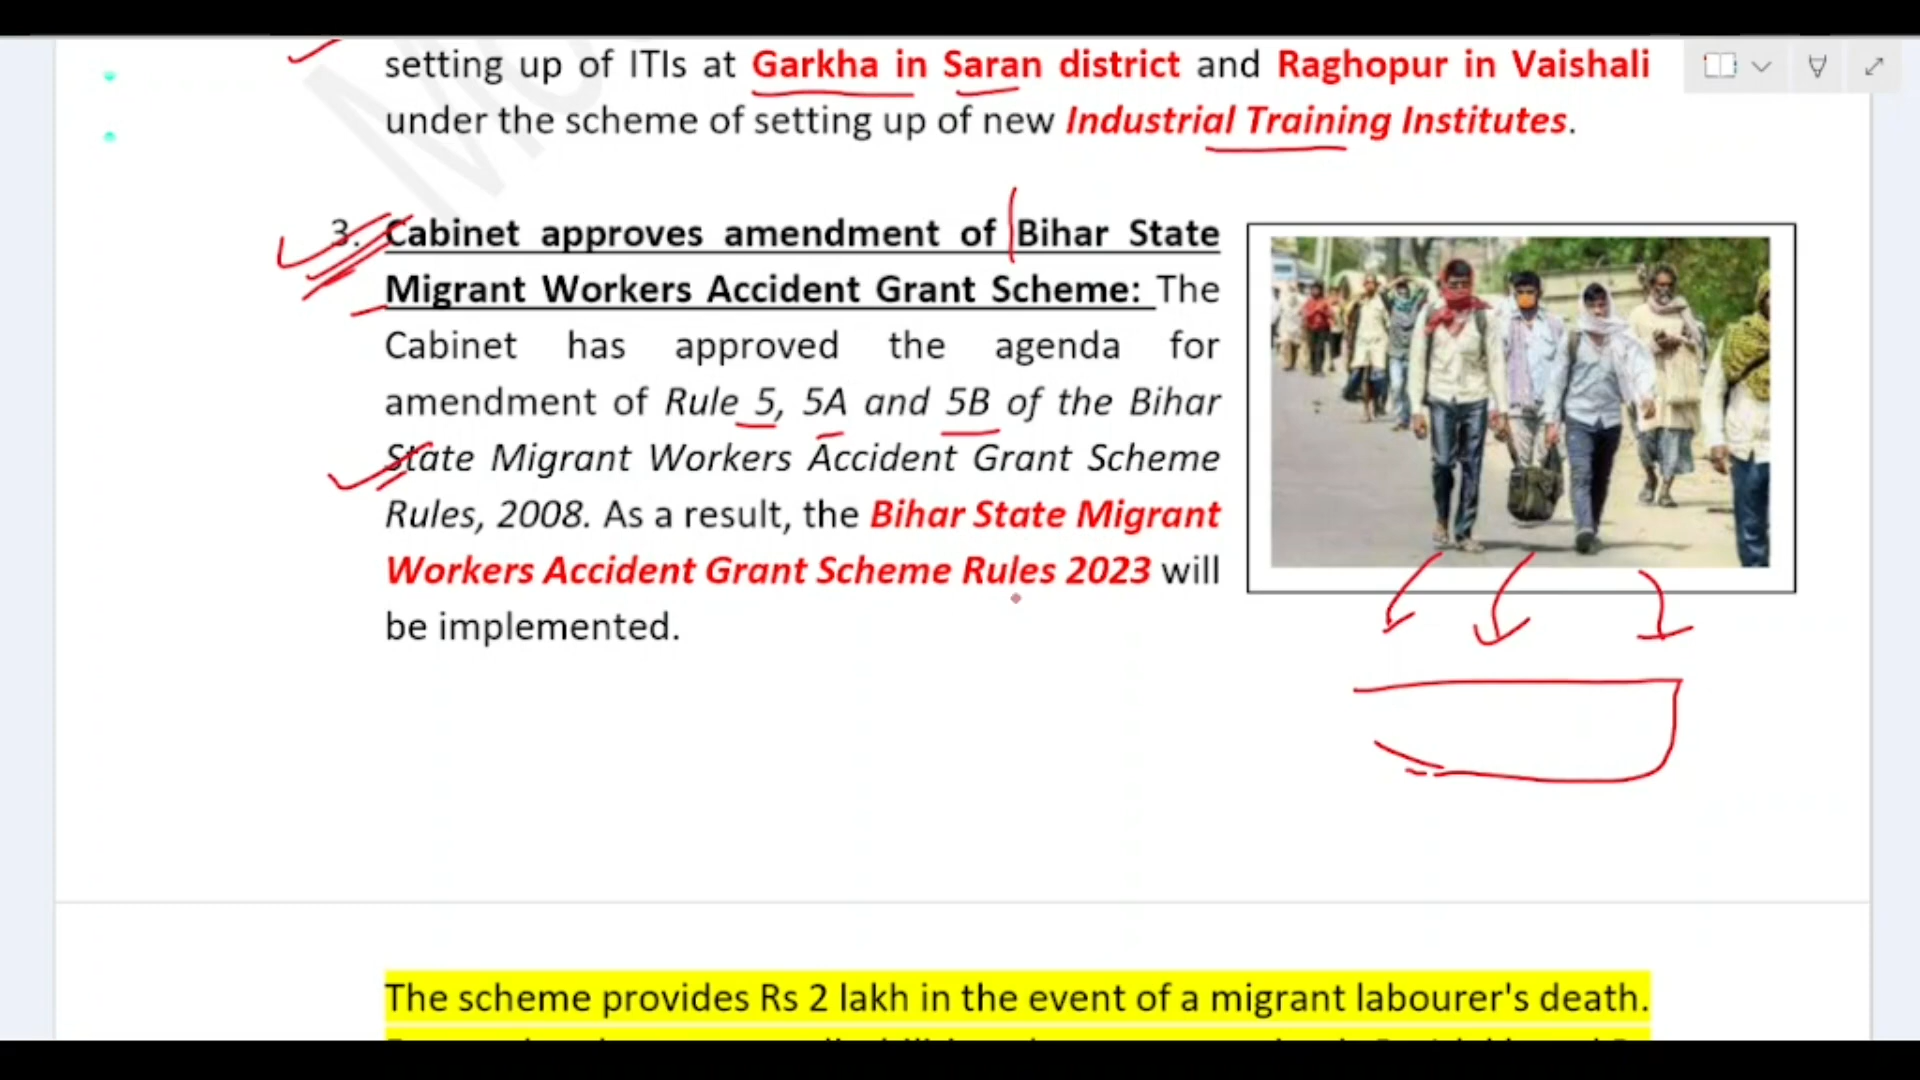 setting up of ITIs at Garkha in Saran district and Raghopur in Vaishali
under the scheme of setting up of new Industrial Training Institutes.
3. Cabinet approves amendment of Bihar State
Migrant Workers Accident Grant Scheme: The
Cabinet has approved the agenda for
amendment of Rule 5, 5A and 5B of the Bihar
State Migrant Workers Accident Grant Scheme
Rules, 2008. As a result, the Bihar State Migrant
Workers Accident Grant Scheme Rules 2023 will
be implemented.
The scheme provides Rs 2 lakh in the event of a migrant labourer's death.